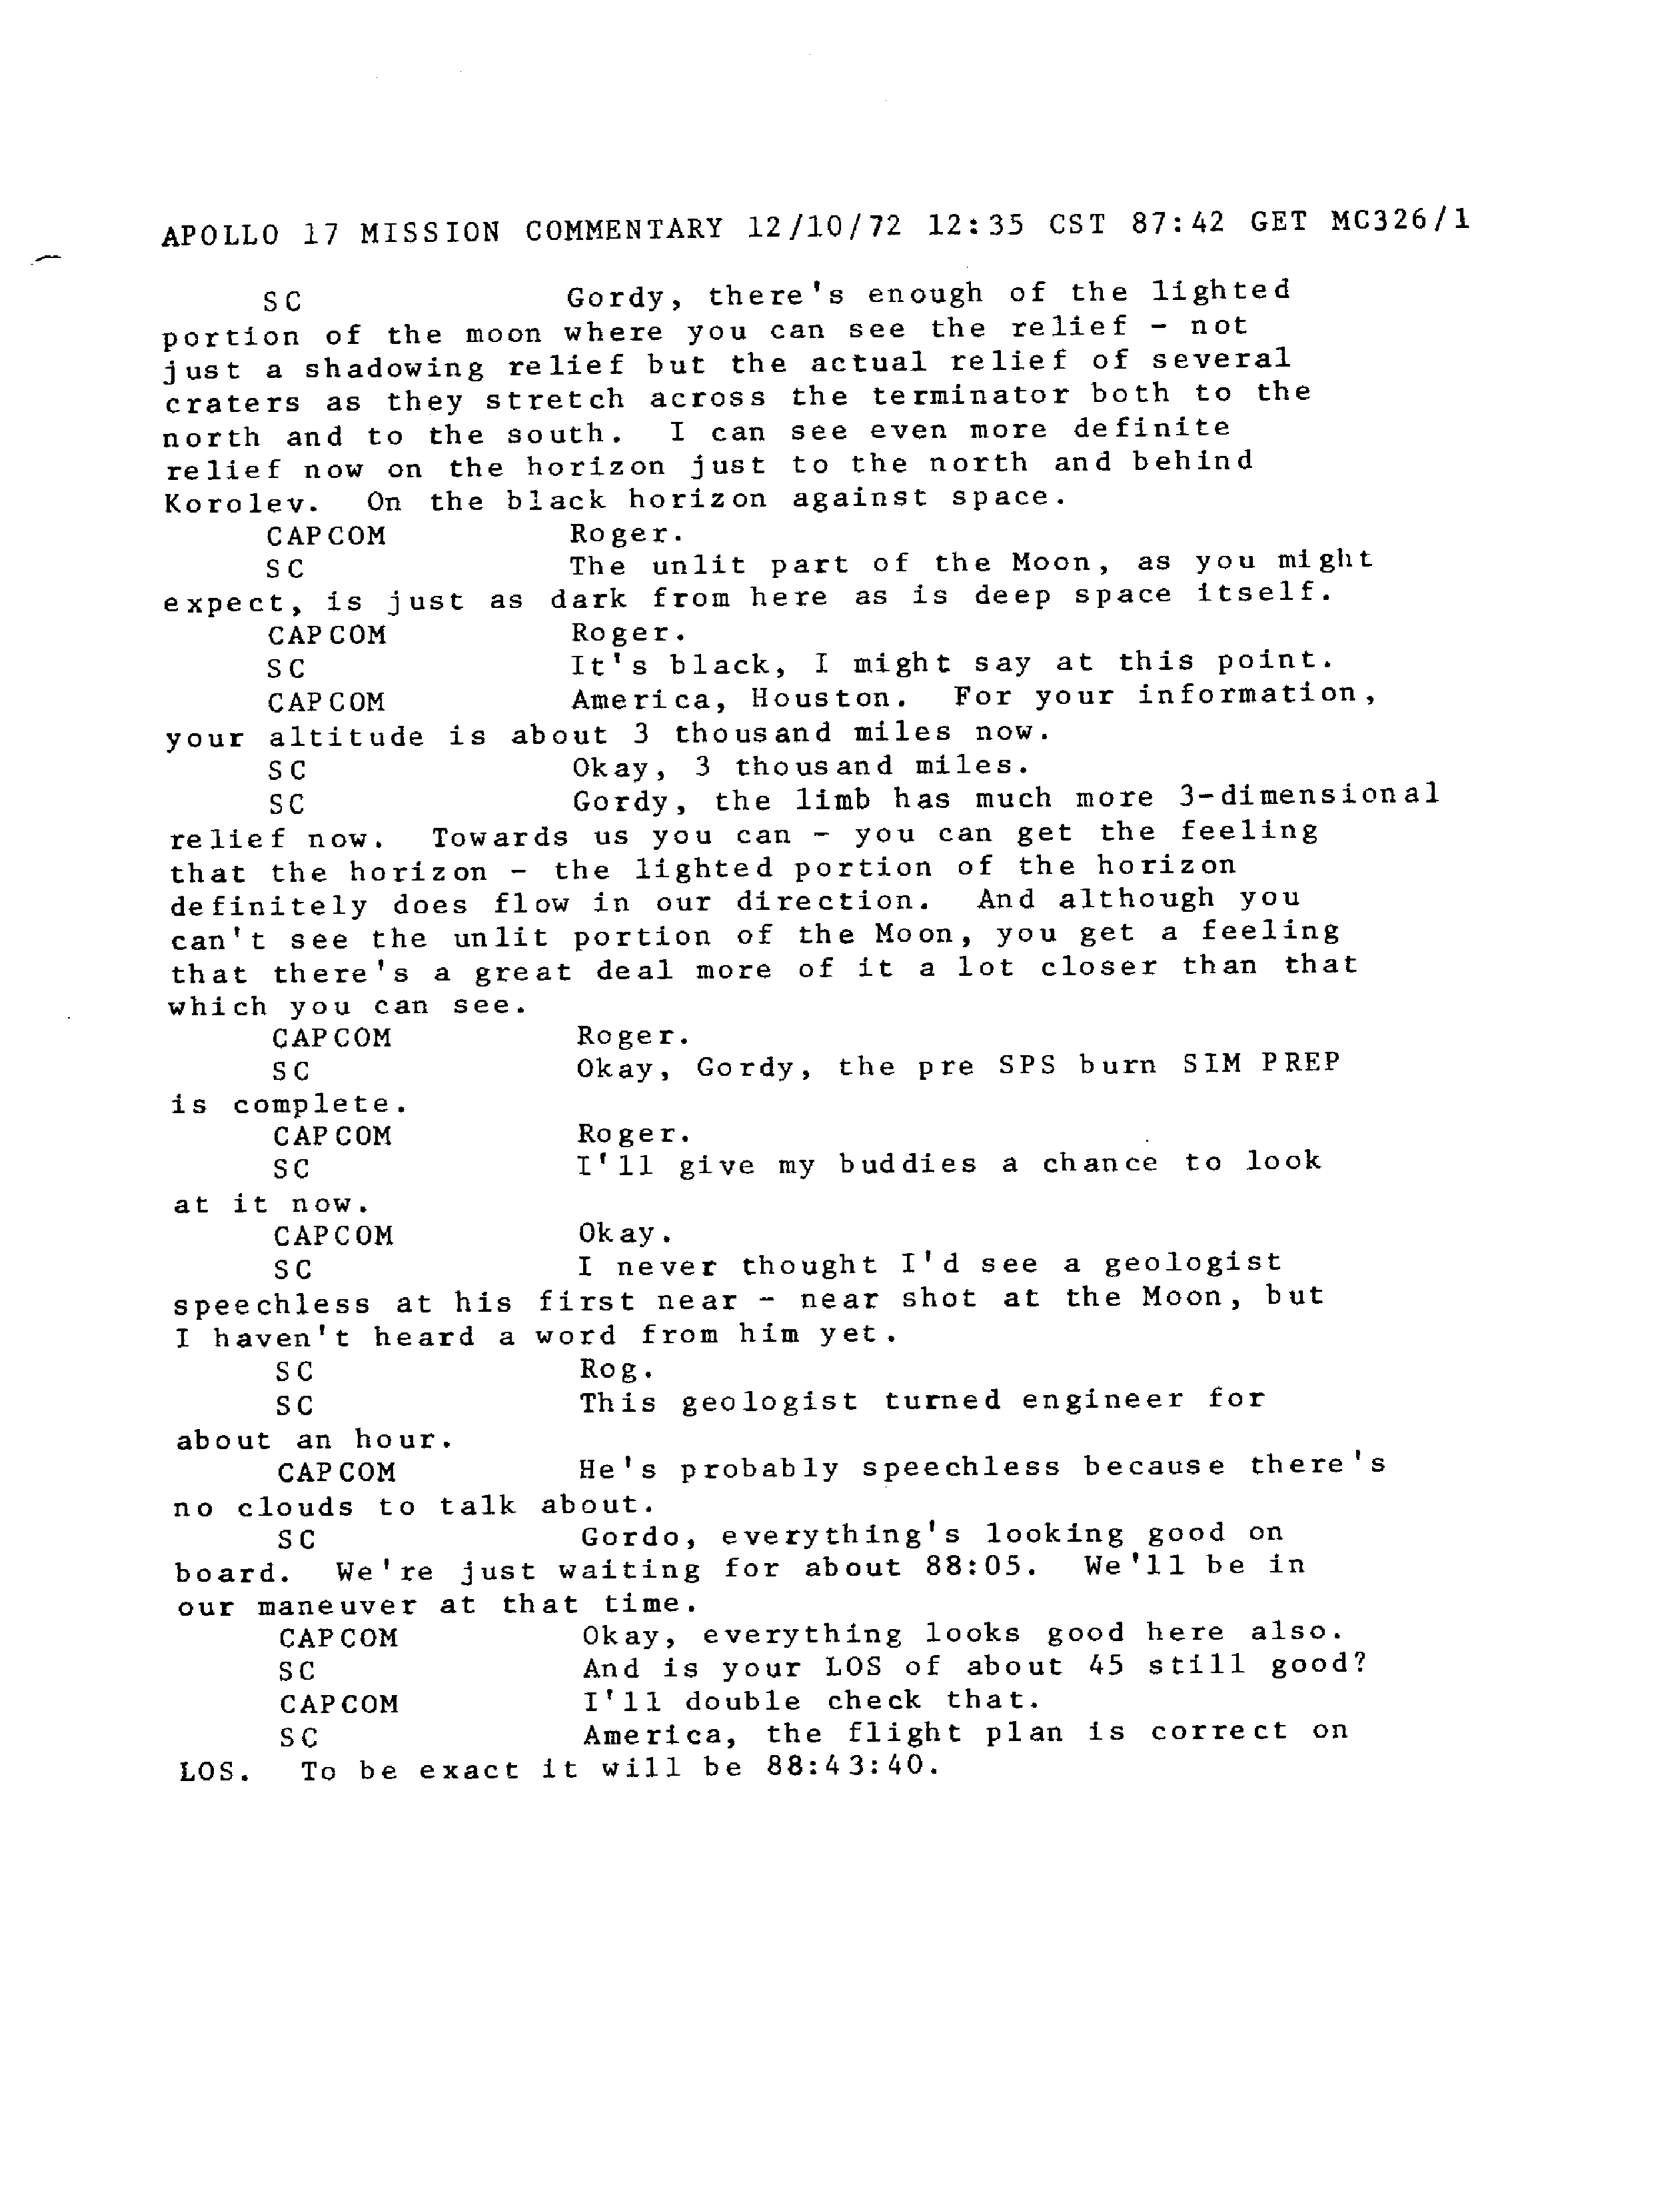 APOLLO 17 MISSION COMMENTARY 12/10/72 12:35 CST 87:42 GET MC326/1
SC Gordy, there's enough of the lighted
portion of the moon where you can see the relief - not
just a shadowing relief but the actual relief of several
craters as they stretch across the terminator both to the
north and to the south. I can see even more definite
relief now on the horizon just to the north and behind
Korolev. On the black horizon against space.
CAPCOM Roger.
SC The unlit part of the Moon, as you might
expect, is just as dark from here as is deep space itself.
CAPCOM Roger.
SC It's black, I might say at this point.
CAPCOM America, Houston. For your information,
your altitude is about 3 thousand miles now.
SC Okay, 3 thousand miles.
SC Gordy, the limb has much more 3-dimensional
relief now. Towards us you can - you can get the feeling
that the horizon - the lighted portion of the horizon
definitely does flow in our direction. And although you
can't see the unlit portion of the Moon, you get a feeling
that there's a great deal more of it a lot closer than that
which you can see.
CAPCOM Roger.
SC Okay, Gordy, the pre SPS burn SIM PREP
is complete.
CAPCOM Roger.
SC I'll give my buddies a chance to look
at it now.
CAPCOM Okay.
SC I never thought I'd see a geologist
speechless at his first near - near shot at the Moon, but
I haven't heard a word from him yet.
SC Rog.
SC This geologist turned engineer for
about an hour.
CAPCOM He's probably speechless because there's
no clouds to talk about.
SC Gordo, everything's looking good on
board. We're just waiting for about 88:05. We'll be in
our maneuver at that time.
CAPCOM Okay, everything looks good here also.
SC And is your LOS of about 45 still good?
CAPCOM I'll double check that.
SC America, the flight plan is correct on
LOS. To be exact it will be 88:43:40.